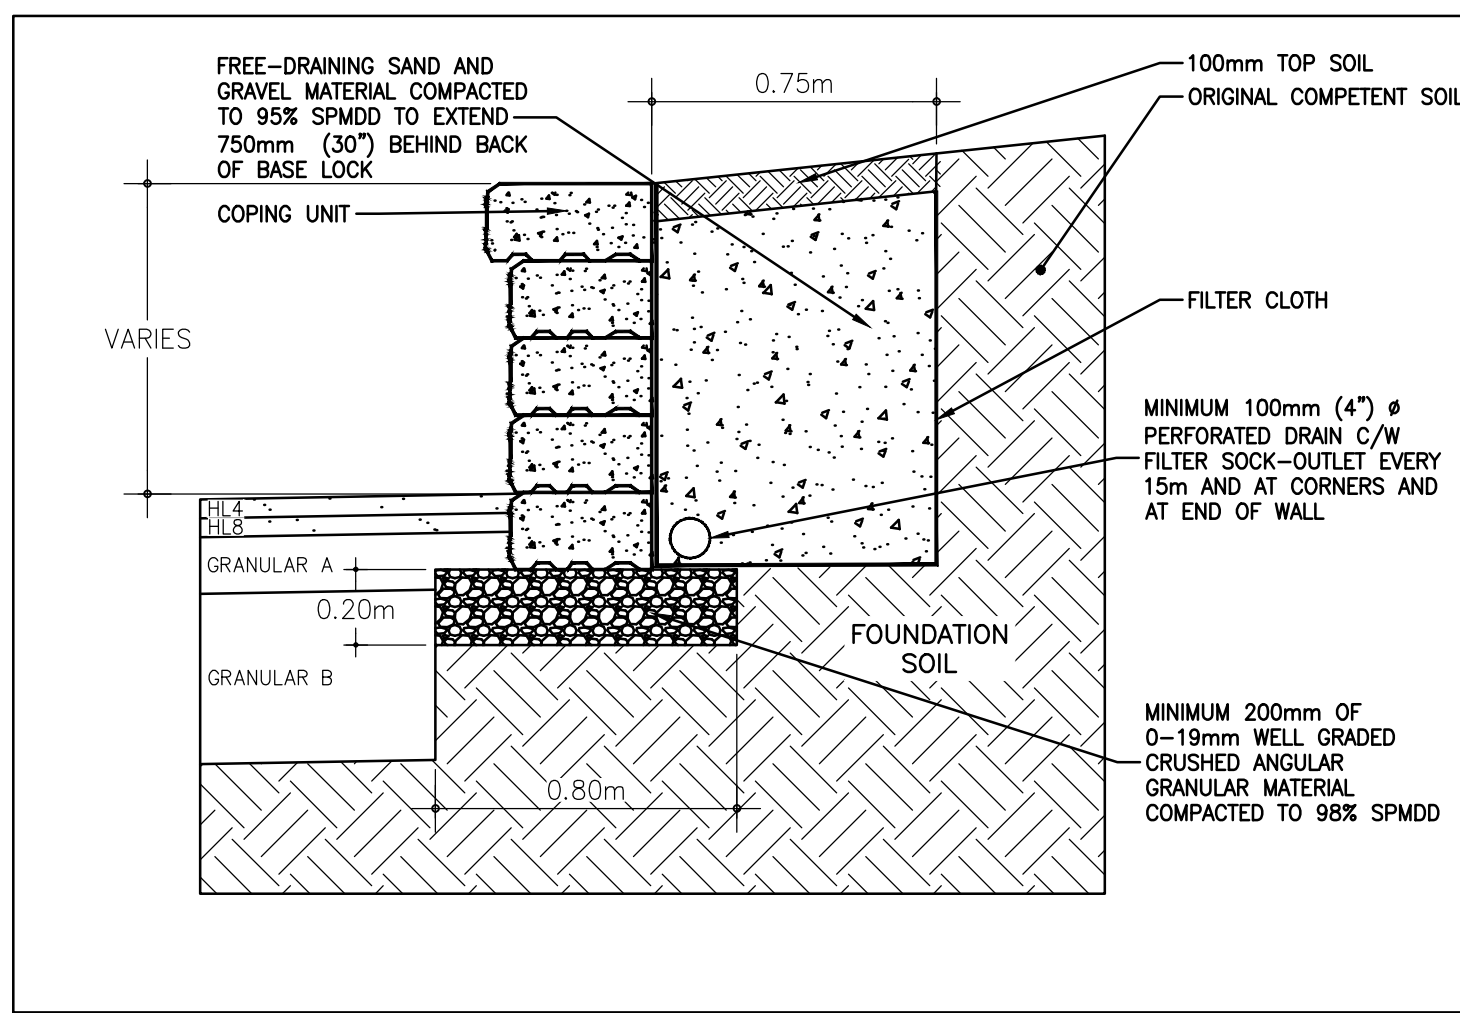 FREE-DRAINING SAND AND
GRAVEL MATERIAL COMPACTED
TO 95% SPMDD TO EXTEND
750mm (30") BEHIND BACK
OF BASE LOCK
COPING UNIT
0.75m
100mm TOP SOIL
ORIGINAL COMPETENT SOIL
VARIES
FILTER CLOTH
MINIMUM 100mm (4") ø
PERFORATED DRAIN C/W
FILTER SOCK-OUTLET EVERY
15m AND AT CORNERS AND
AT END OF WALL
HL4
HL8
GRANULAR A
0.20m
GRANULAR B
FOUNDATION
SOIL
0.80m
MINIMUM 200mm OF
0-19mm WELL GRADED
CRUSHED ANGULAR
GRANULAR MATERIAL
COMPACTED TO 98% SPMDD